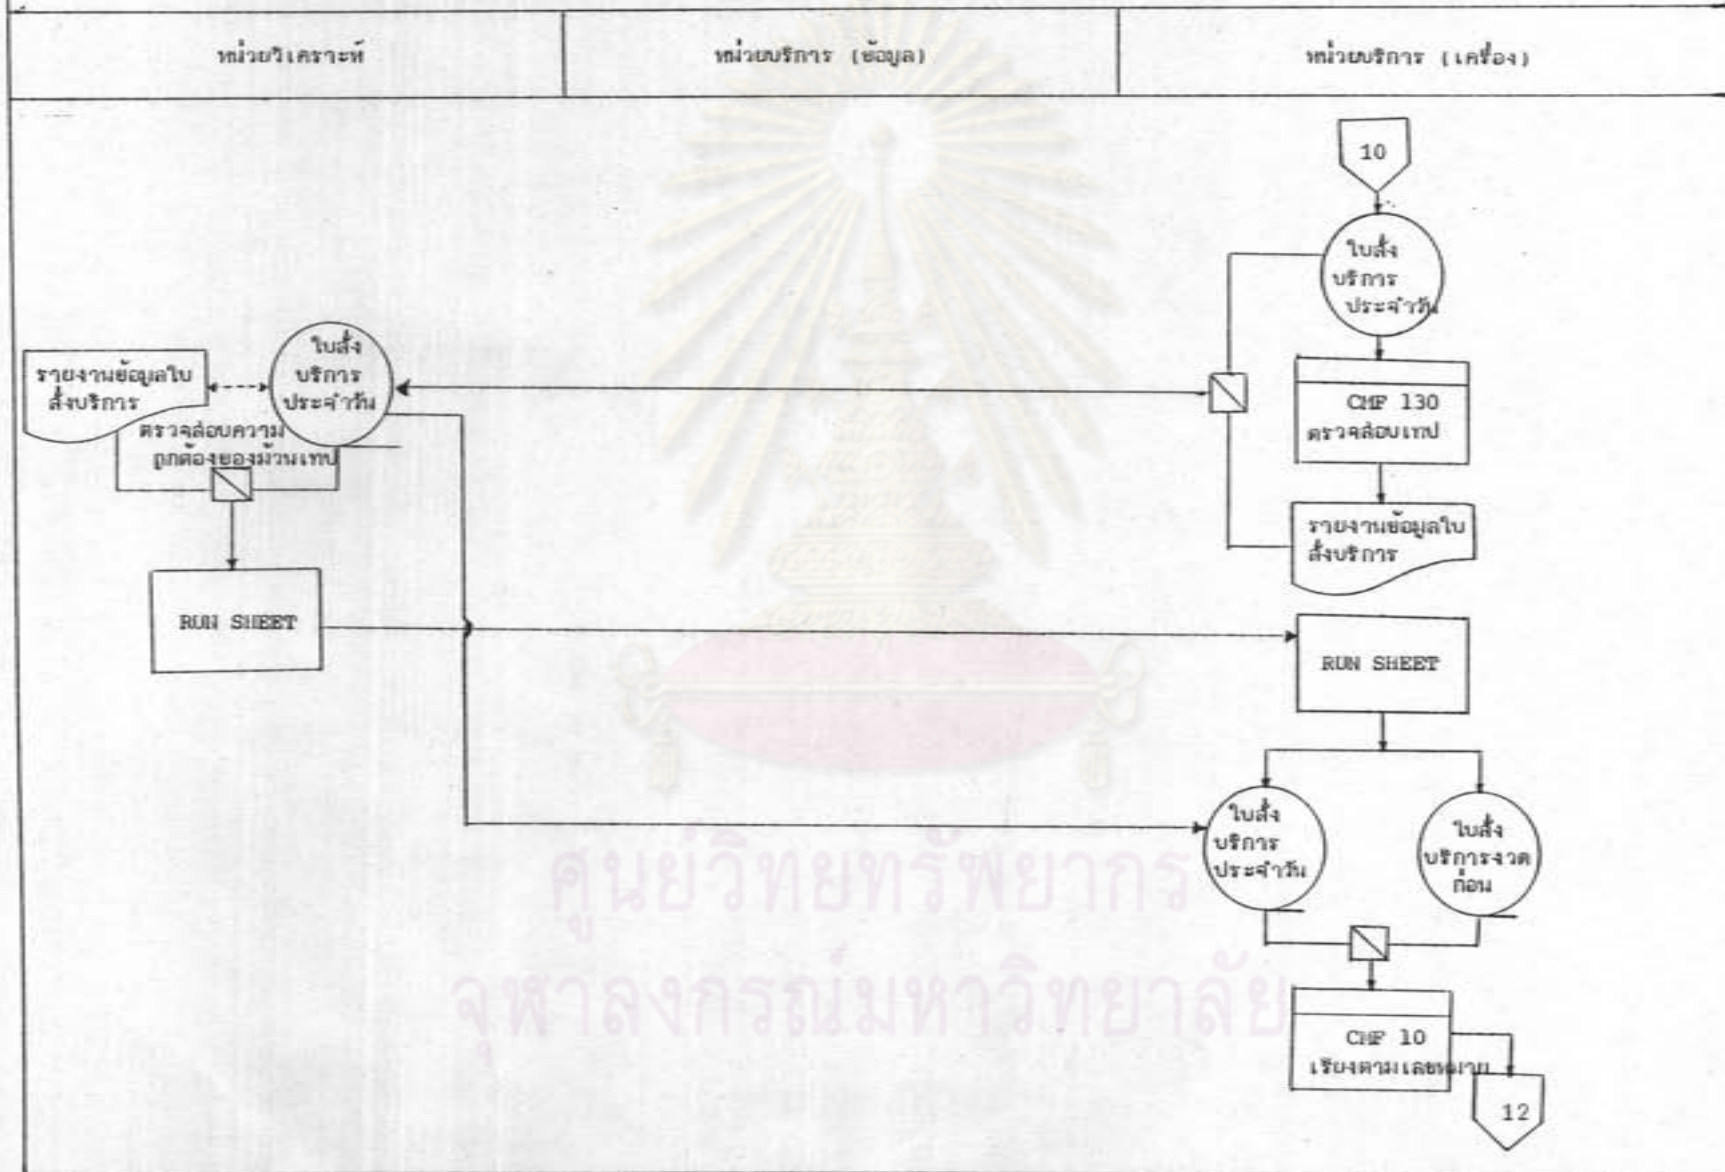 หน่วยวิเคราะห์
หน่วยบริการ (ข้อมูล)
หน่วยบริการ (เครื่อง)
10
ใบสั่ง
บริการ
ประจำวัน
CMF 130
ตรวจสอบเทป
รายงานข้อมูลใบ
สั่งบริการ
รายงานข้อมูลใบ
สั่งบริการ
ใบสั่ง
บริการ
ประจำวัน
ตรวจสอบความ
ถูกต้องของม้วนเทป
RUN SHEET
RUN SHEET
ใบสั่ง
บริการ
ประจำวัน
ใบสั่ง
บริการงวด
ก่อน
CMF 10
เรียงตามเลขหมาย
12
ศูนย์วิทยทรัพยากร
จุฬาลงกรณ์มหาวิทยาลัย